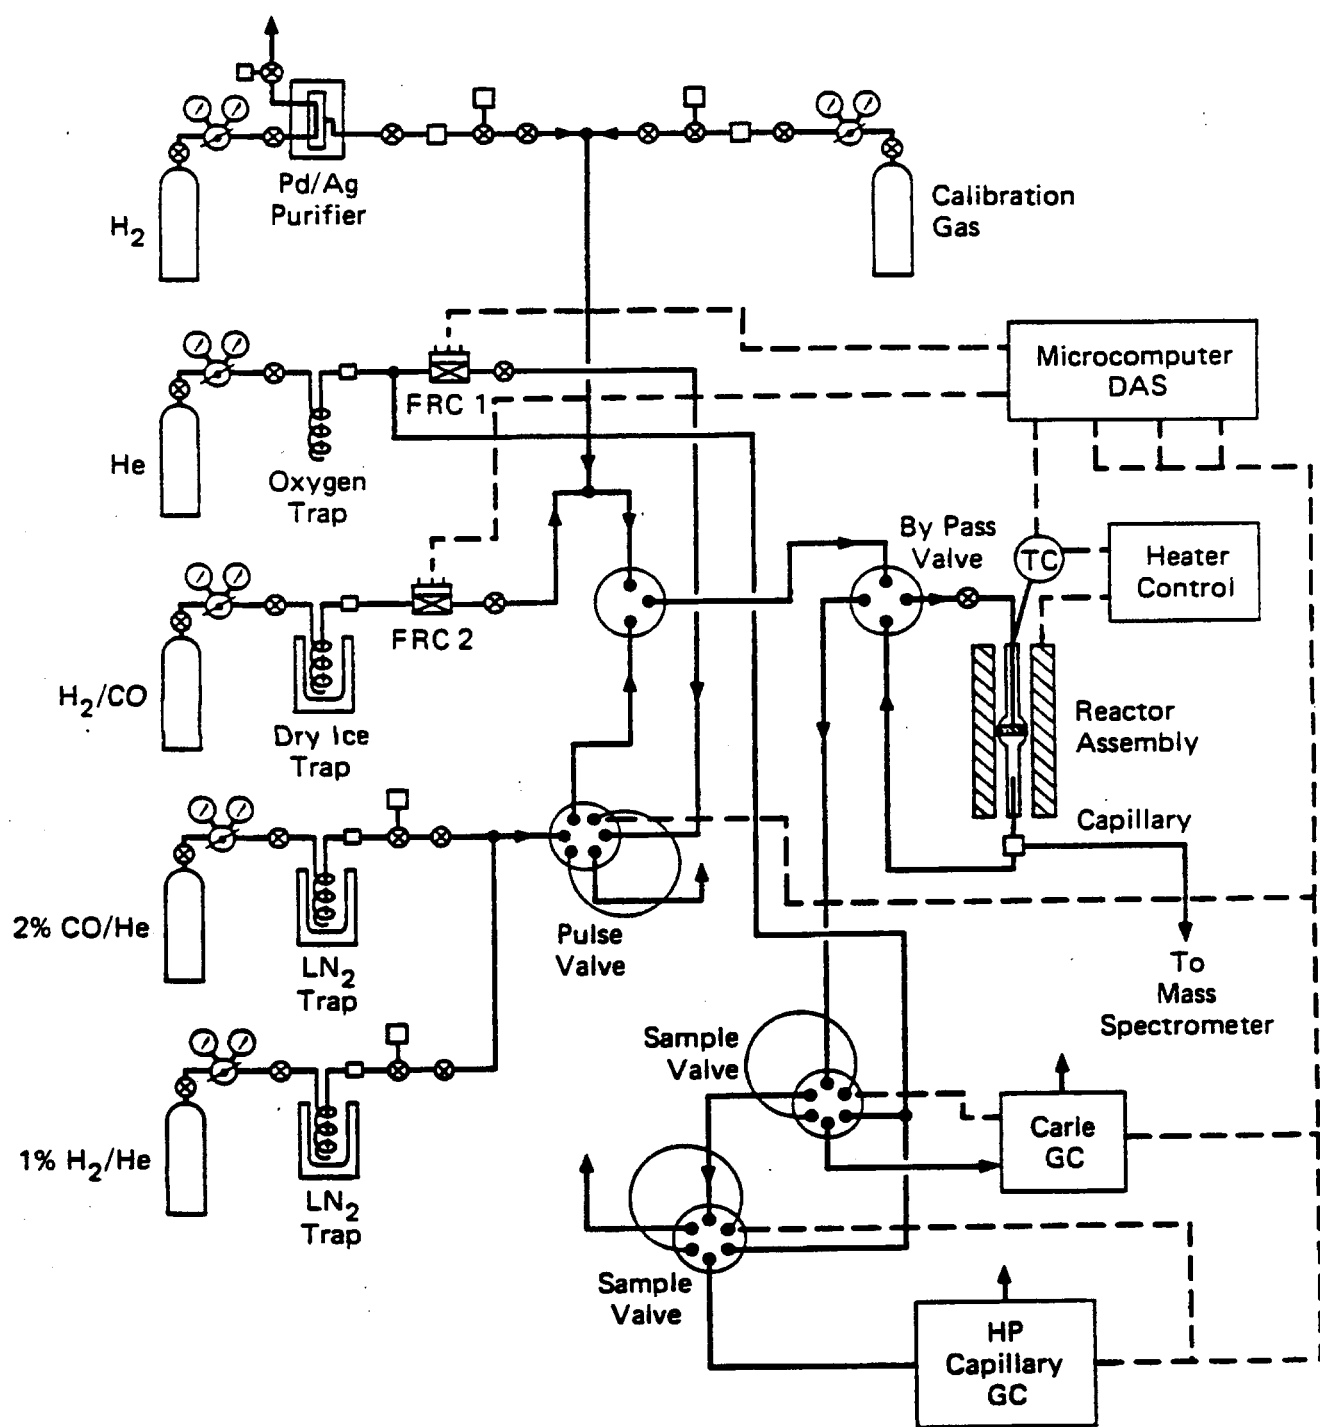 Pd/Ag
Purifier
H2
Calibration
Gas
Microcomputer
DAS
FRC 1
He
Oxygen
Trap
By Pass
Valve
TC
Heater
Control
FRC 2
H2/CO
Dry Ice
Trap
Reactor
Assembly
Capillary
2% CO/He
LN2
Trap
Pulse
Valve
To
Mass
Spectrometer
Sample
Valve
Carle
GC
1% H2/He
LN2
Trap
Sample
Valve
HP
Capillary
GC